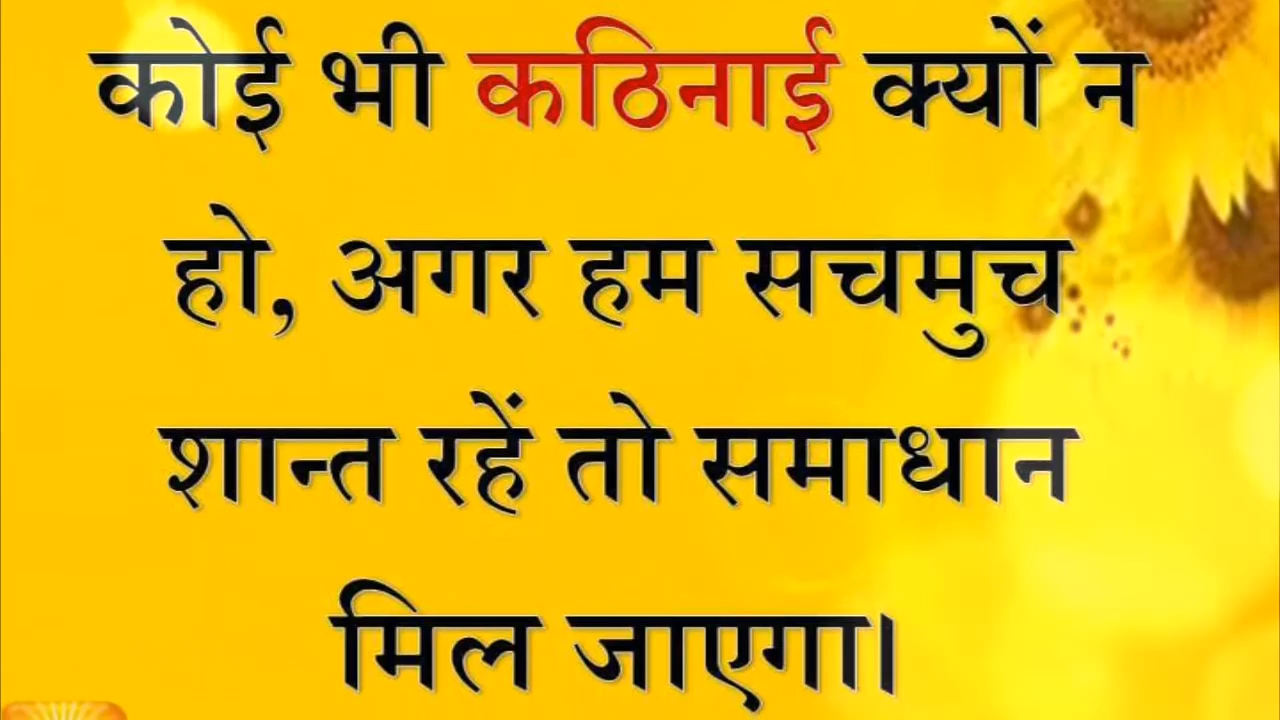 कोई भी कठिनाई क्यों न
हो, अगर हम सचमुच
शान्त रहें तो समाधान
मिल जाएगा।